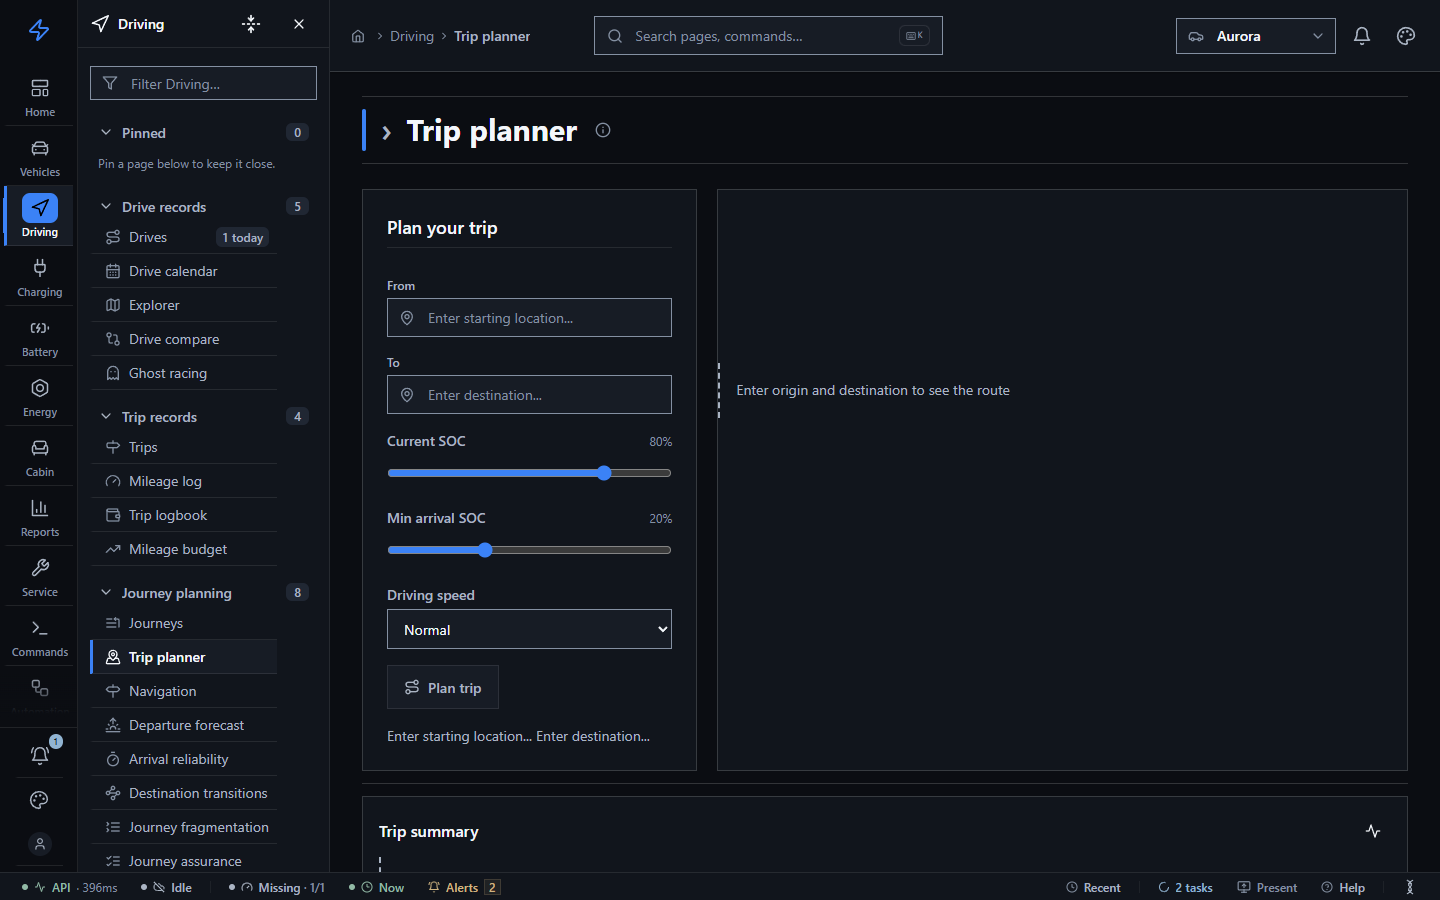 Home
Vehicles
Driving
Charging
Battery
Energy
Cabin
Reports
Service
Commands
1
Driving
Filter Driving...
Pinned 0
Pin a page below to keep it close.
Drive records 5
Drives 1 today
Drive calendar
Explorer
Drive compare
Ghost racing
Trip records 4
Trips
Mileage log
Trip logbook
Mileage budget
Journey planning 8
Journeys
Trip planner
Navigation
Departure forecast
Arrival reliability
Destination transitions
Journey fragmentation
Journey assurance
Driving › Trip planner
Search pages, commands... K
Aurora
› Trip planner
Plan your trip
From
Enter starting location...
To
Enter destination...
Current SOC 80%
Min arrival SOC 20%
Driving speed
Normal
Plan trip
Enter starting location... Enter destination...
Enter origin and destination to see the route
Trip summary
API · 396ms Idle Missing · 1/1 Now Alerts 2 Recent 2 tasks Present Help